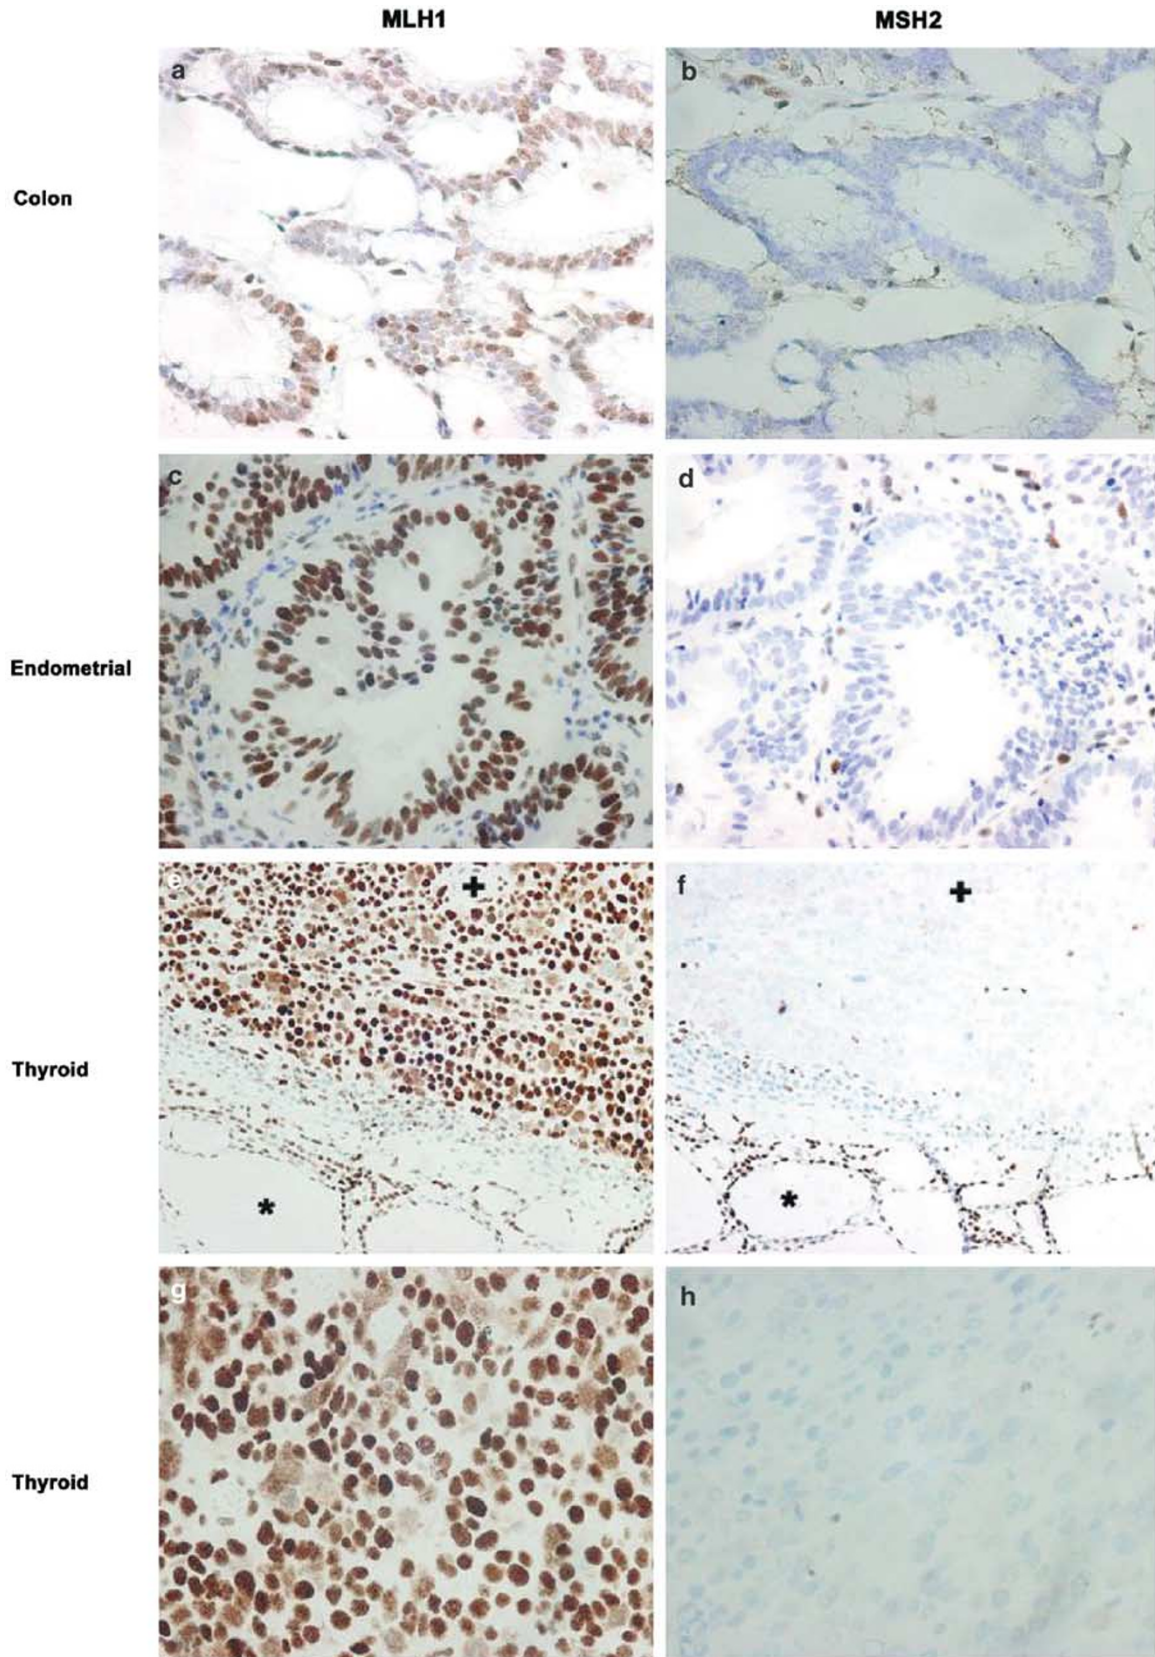 MLH1 MSH2
Colon
a b
Endometrial
c d
Thyroid
e + f +
* *
Thyroid
g h